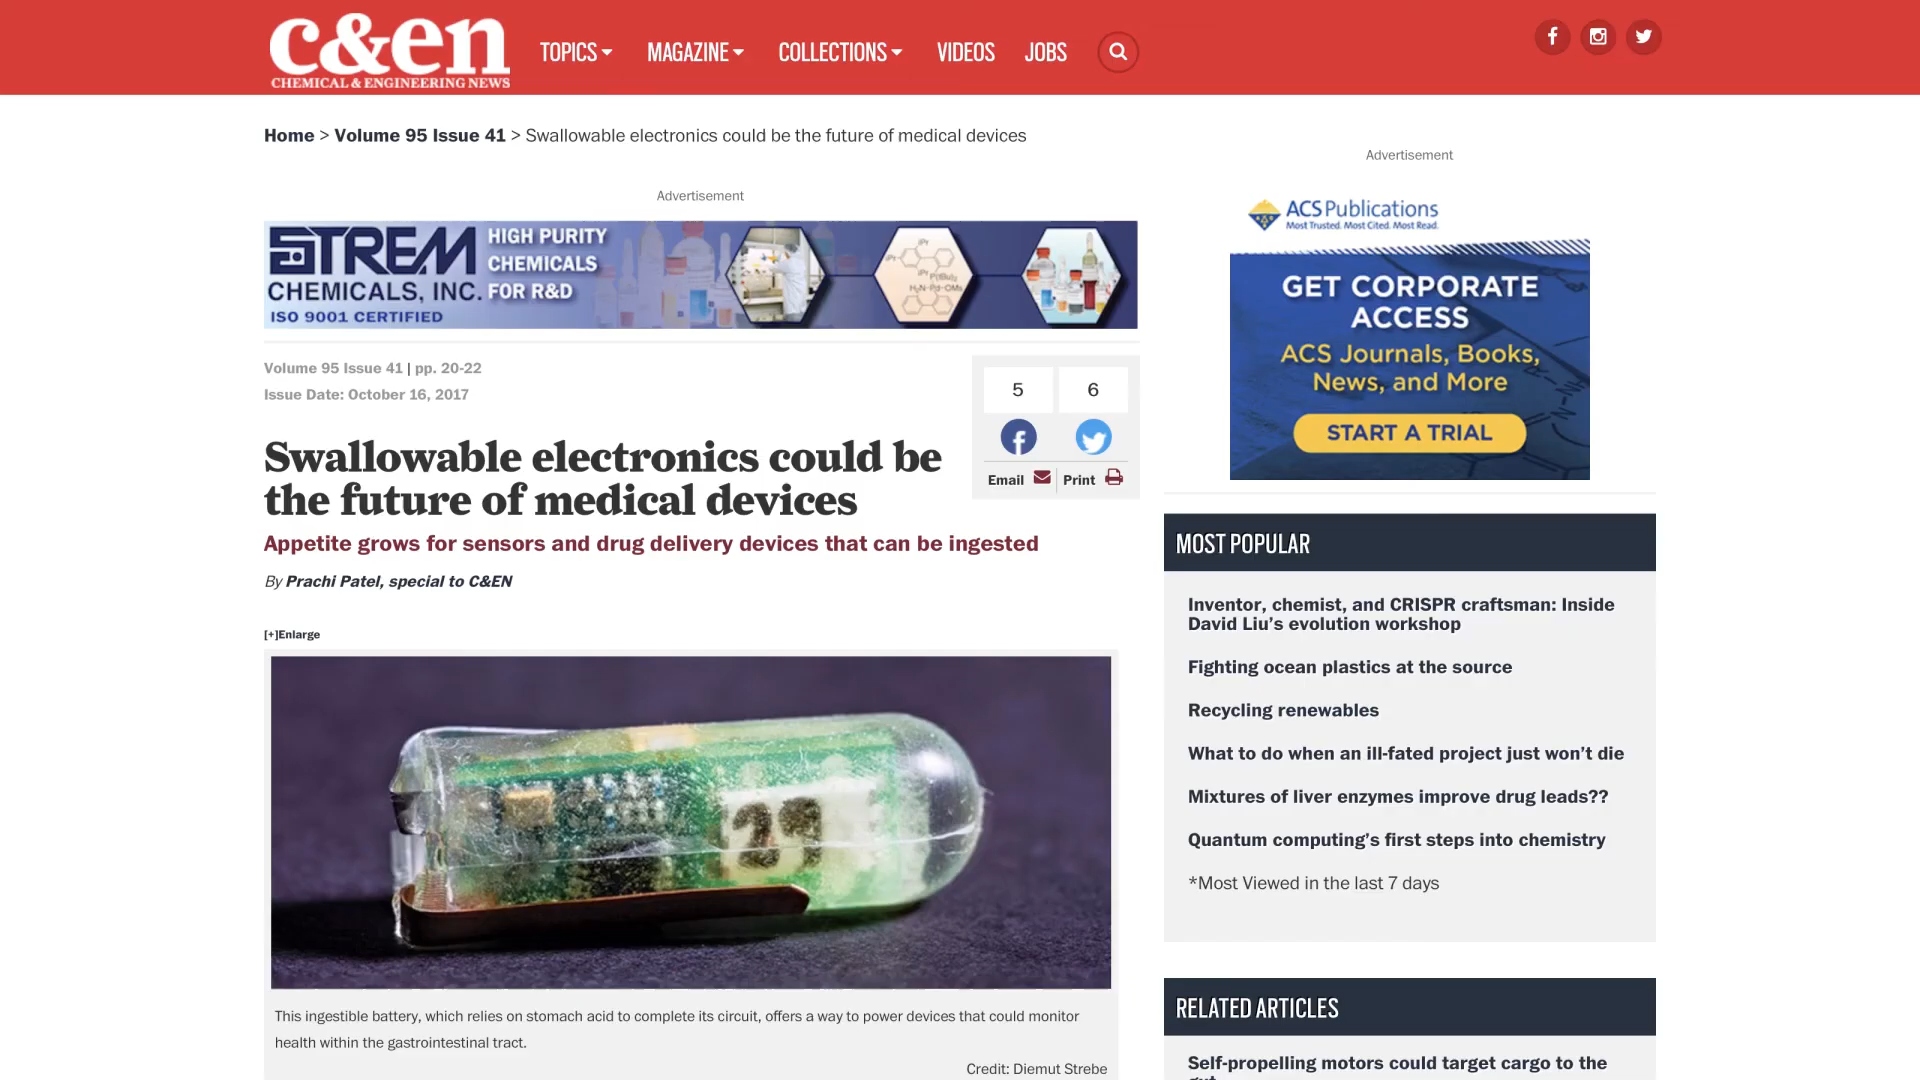 c&en
CHEMICAL & ENGINEERING NEWS
TOPICS
MAGAZINE
COLLECTIONS
VIDEOS
JOBS
Home > Volume 95 Issue 41 > Swallowable electronics could be the future of medical devices
Advertisement
STREM
CHEMICALS, INC.
ISO 9001 CERTIFIED
HIGH PURITY
CHEMICALS
FOR R&D
Volume 95 Issue 41 | pp. 20-22
Issue Date: October 16, 2017
5
6
Email
Print
Swallowable electronics could be
the future of medical devices
Appetite grows for sensors and drug delivery devices that can be ingested
By Prachi Patel, special to C&EN
[+]Enlarge
This ingestible battery, which relies on stomach acid to complete its circuit, offers a way to power devices that could monitor
health within the gastrointestinal tract.
Credit: Diemut Strebe
Advertisement
ACS Publications
Most Trusted. Most Cited. Most Read.
GET CORPORATE
ACCESS
ACS Journals, Books,
News, and More
START A TRIAL
MOST POPULAR
Inventor, chemist, and CRISPR craftsman: Inside
David Liu’s evolution workshop
Fighting ocean plastics at the source
Recycling renewables
What to do when an ill-fated project just won’t die
Mixtures of liver enzymes improve drug leads??
Quantum computing’s first steps into chemistry
*Most Viewed in the last 7 days
RELATED ARTICLES
Self-propelling motors could target cargo to the